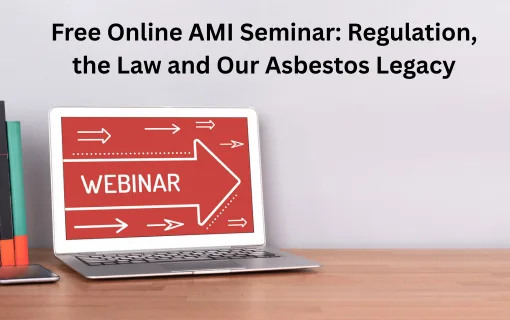 Free Online AMI Seminar: Regulation,
the Law and Our Asbestos Legacy
WEBINAR